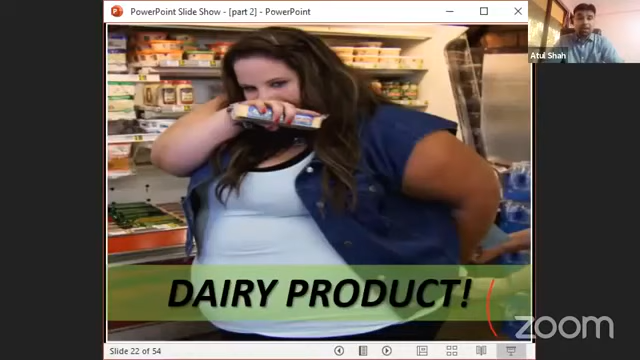 PowerPoint Slide Show - [part 2] - PowerPoint
Atul Shah
DAIRY PRODUCT!
zoom
Slide 22 of 54